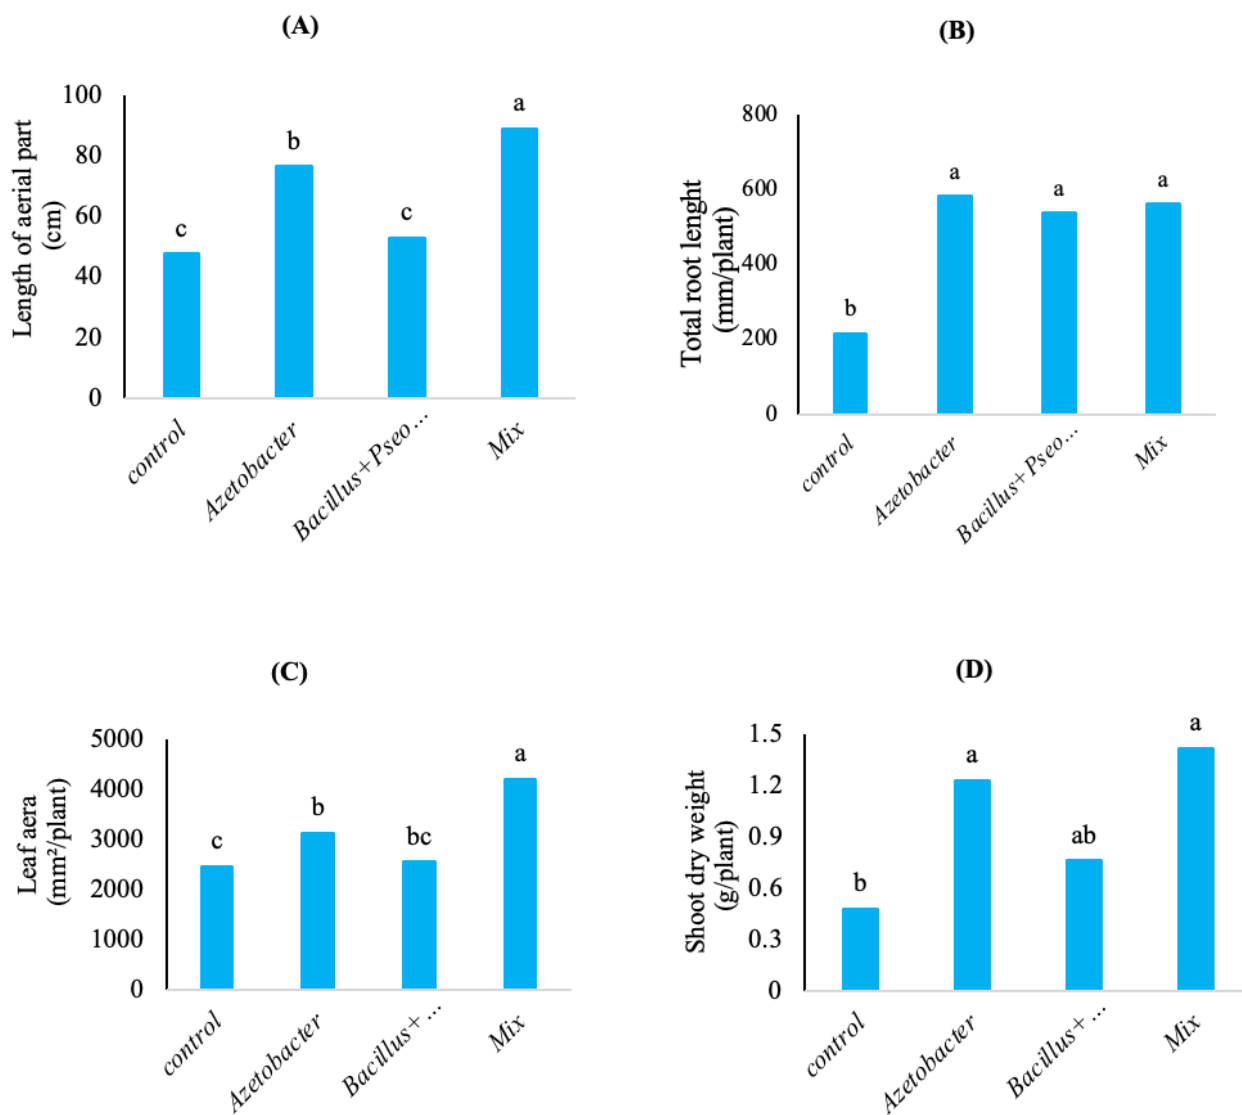 (A)
Length of aerial part
(cm)
100
80
60
40
20
0
c
b
c
a
control
Azetobacter
Bacillus+Pseo...
Mix
(B)
Total root lenght
(mm/plant)
800
600
400
200
0
b
a
a
a
control
Azetobacter
Bacillus+Pseo...
Mix
(C)
Leaf aera
(mm²/plant)
5000
4000
3000
2000
1000
0
c
b
bc
a
control
Azetobacter
Bacillus+...
Mix
(D)
Shoot dry weight
(g/plant)
1.5
1.2
0.9
0.6
0.3
0
b
a
ab
a
control
Azetobacter
Bacillus+...
Mix